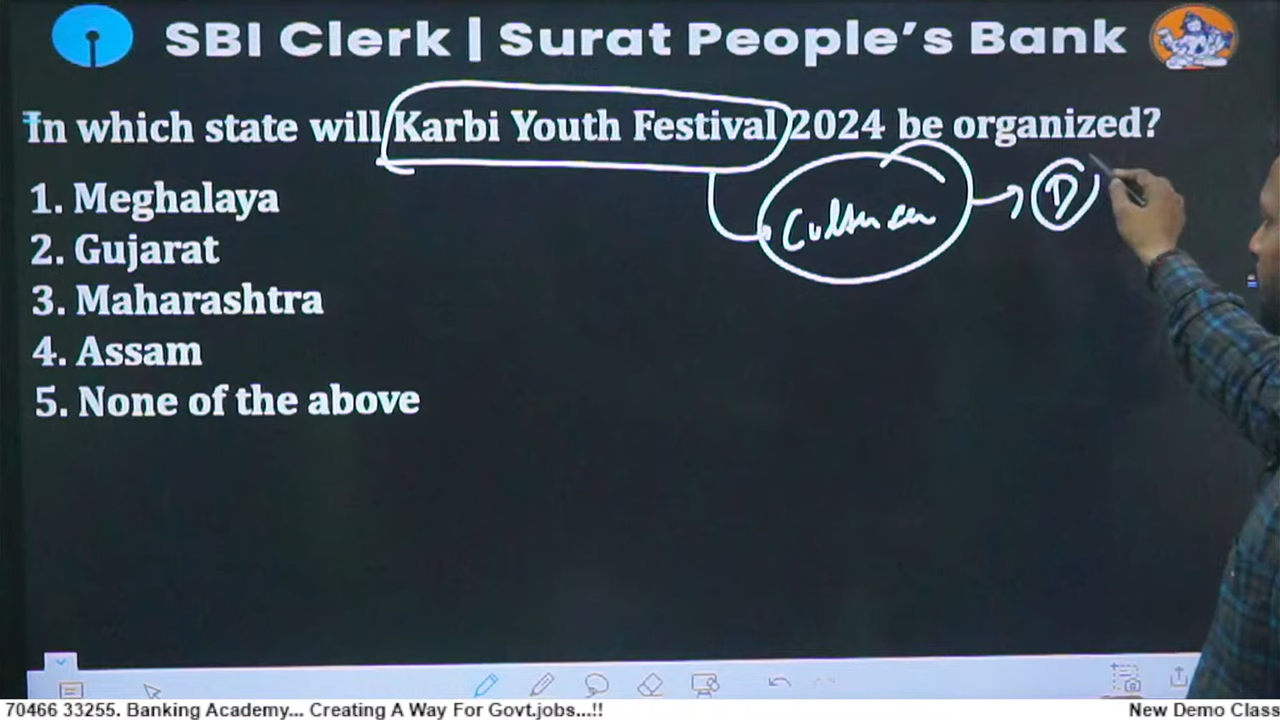 SBI Clerk | Surat People's Bank
In which state will Karbi Youth Festival 2024 be organized?
1. Meghalaya
2. Gujarat
3. Maharashtra
4. Assam
5. None of the above
D
70466 33255. Banking Academy... Creating A Way For Govt.jobs...!!
New Demo Class